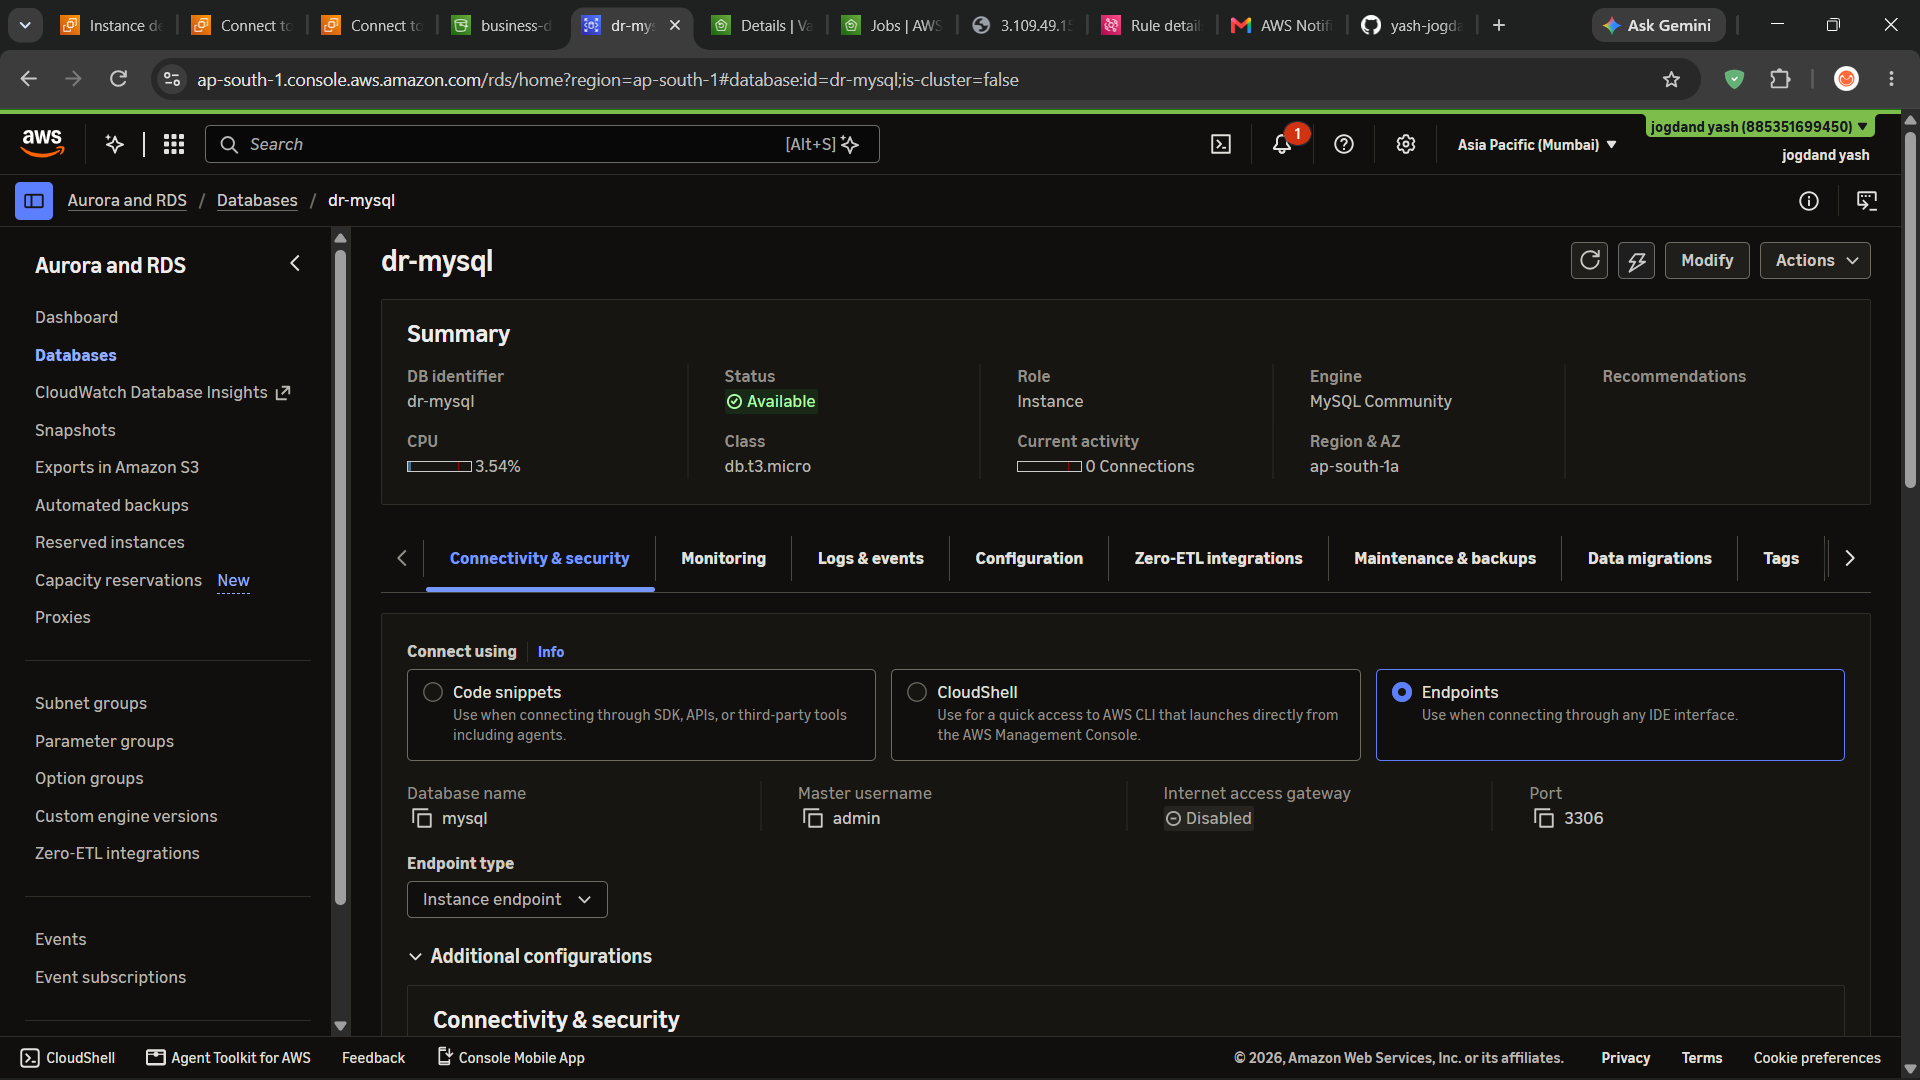 Instance de
Connect to
Connect to
business-d
dr-mys
Details | Va
Jobs | AWS
3.109.49.15
Rule detail
AWS Notifi
yash-jogda
Ask Gemini
ap-south-1.console.aws.amazon.com/rds/home?region=ap-south-1#database:id=dr-mysql;is-cluster=false
aws
Search
[Alt+S]
1
Asia Pacific (Mumbai)
jogdand yash (885351699450)
jogdand yash
Aurora and RDS / Databases / dr-mysql
Aurora and RDS
Dashboard
Databases
CloudWatch Database Insights
Snapshots
Exports in Amazon S3
Automated backups
Reserved instances
Capacity reservations New
Proxies
Subnet groups
Parameter groups
Option groups
Custom engine versions
Zero-ETL integrations
Events
Event subscriptions
dr-mysql
Modify
Actions
Summary
DB identifier
dr-mysql
Status
Available
Role
Instance
Engine
MySQL Community
Recommendations
CPU
3.54%
Class
db.t3.micro
Current activity
0 Connections
Region & AZ
ap-south-1a
Connectivity & security
Monitoring
Logs & events
Configuration
Zero-ETL integrations
Maintenance & backups
Data migrations
Tags
Connect using Info
Code snippets
Use when connecting through SDK, APIs, or third-party tools
including agents.
CloudShell
Use for a quick access to AWS CLI that launches directly from
the AWS Management Console.
Endpoints
Use when connecting through any IDE interface.
Database name
mysql
Master username
admin
Internet access gateway
Disabled
Port
3306
Endpoint type
Instance endpoint
Additional configurations
Connectivity & security
CloudShell
Agent Toolkit for AWS
Feedback
Console Mobile App
© 2026, Amazon Web Services, Inc. or its affiliates.
Privacy
Terms
Cookie preferences